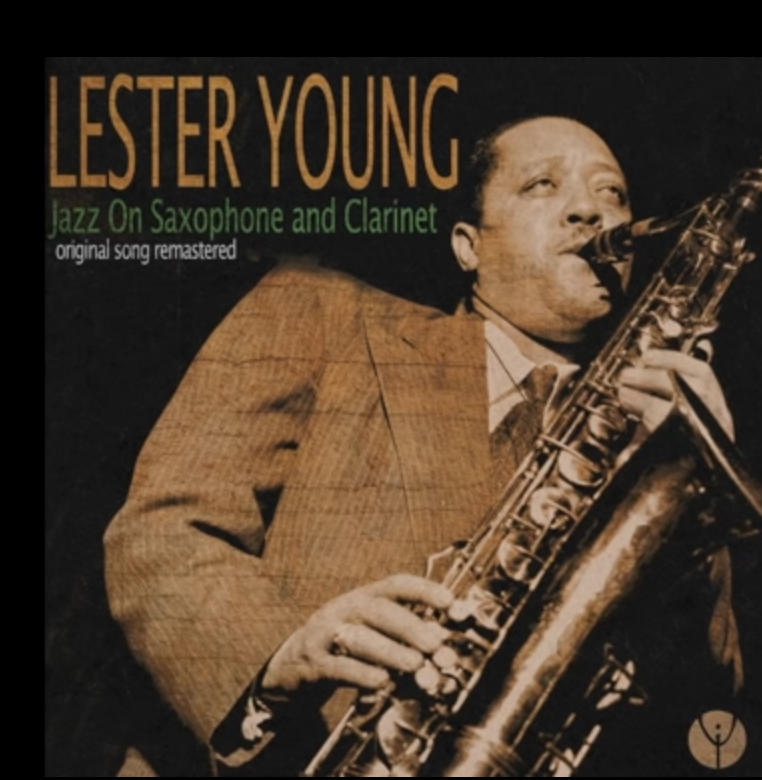 LESTER YOUNG
Jazz On Saxophone and Clarinet
original song remastered